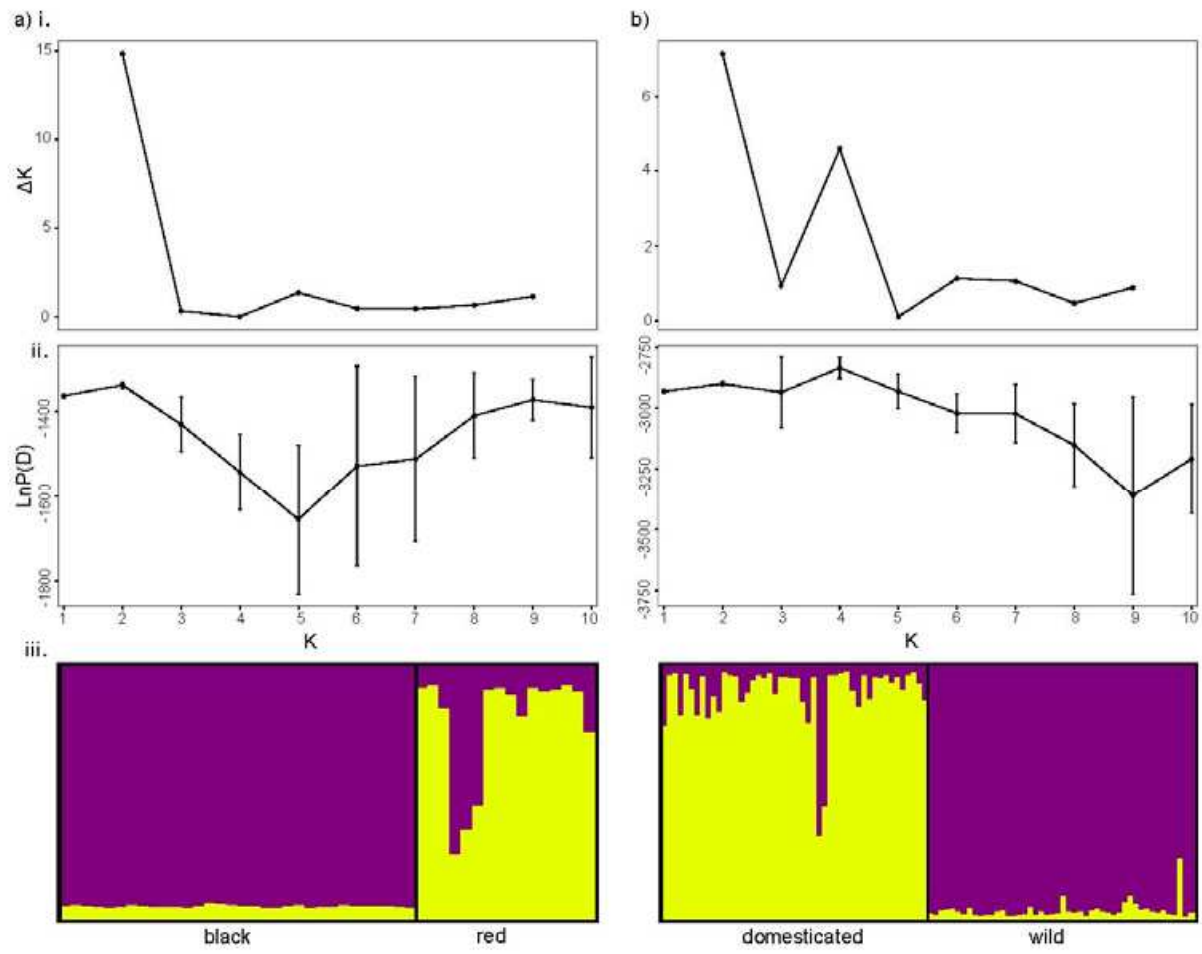 a) i.
b)
15
10
5
0
ΔK
6
4
2
0
ii.
-1400
-1600
-1800
LnP(D)
-2750
-3000
-3250
-3500
-3750
1 2 3 4 5 6 7 8 9 10
K
1 2 3 4 5 6 7 8 9 10
K
iii.
black red
domesticated wild